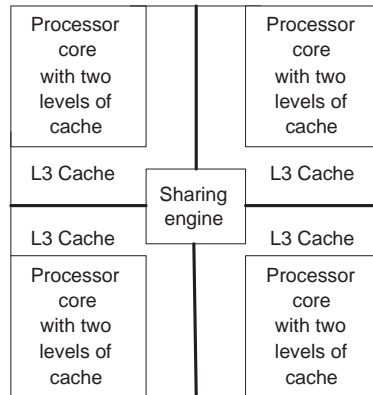 Processor
core
with two
levels of
cache
Processor
core
with two
levels of
cache
L3 Cache
L3 Cache
Sharing
engine
L3 Cache
L3 Cache
Processor
core
with two
levels of
cache
Processor
core
with two
levels of
cache